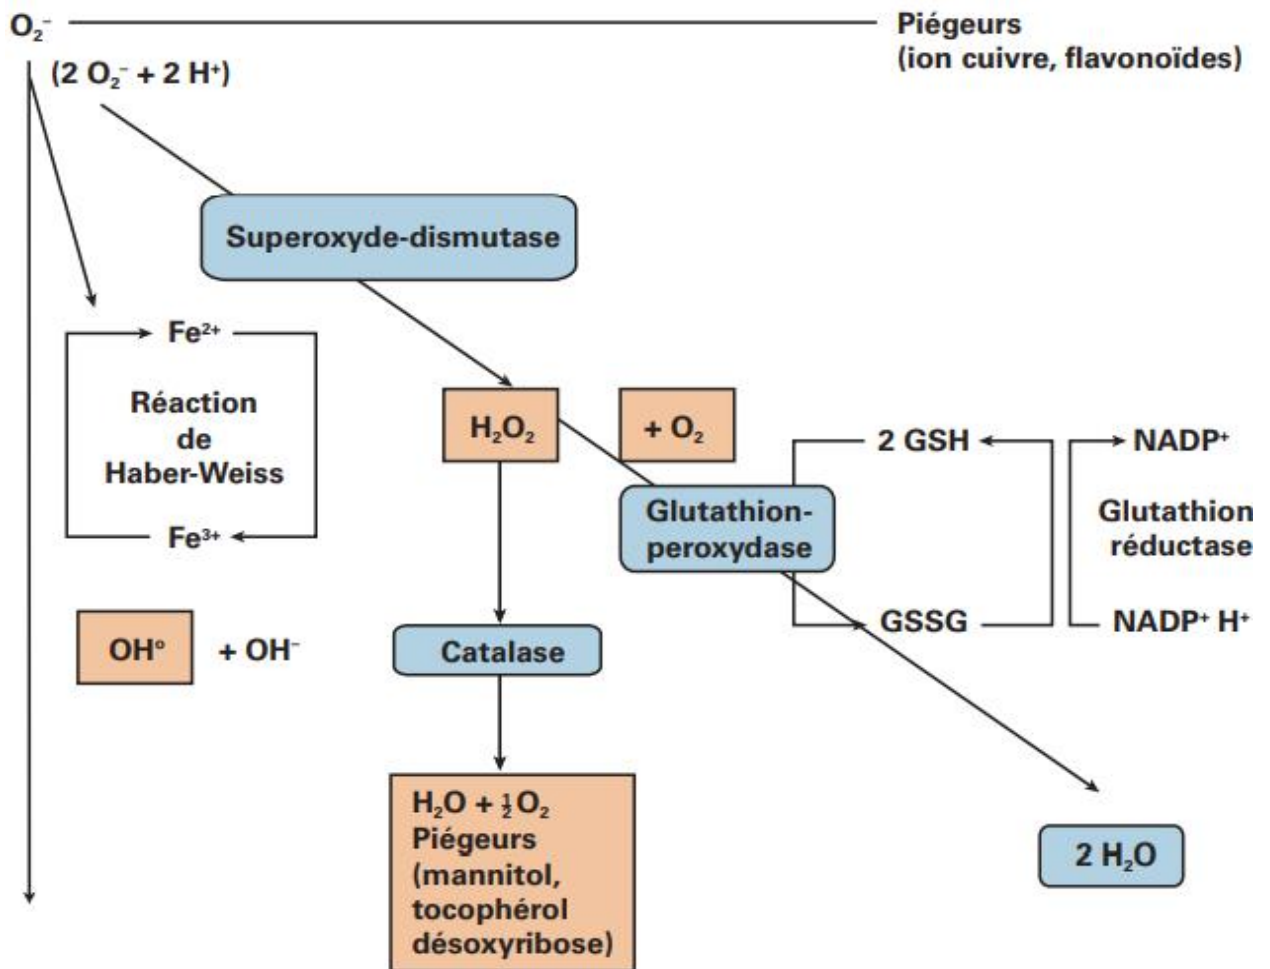 O₂⁻
Piégeurs
(ion cuivre, flavonoïdes)
(2 O₂⁻ + 2 H⁺)
Superoxyde-dismutase
Fe²⁺
Réaction
de
Haber-Weiss
Fe³⁺
H₂O₂
+ O₂
2 GSH
NADP⁺
Glutathion-
peroxydase
Glutathion
réductase
GSSG
NADP⁺ H⁺
OH° + OH⁻
Catalase
H₂O + ½O₂
Piégeurs
(mannitol,
tocophérol
désoxyribose)
2 H₂O